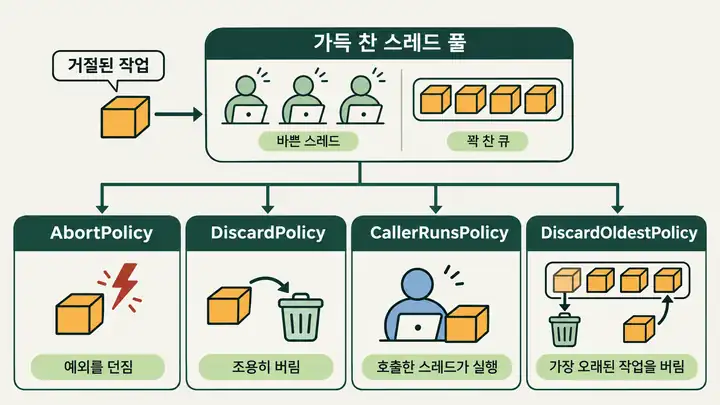 가득 찬 스레드 풀
거절된 작업
바쁜 스레드
꽉 찬 큐
AbortPolicy
DiscardPolicy
CallerRunsPolicy
DiscardOldestPolicy
예외를 던짐
조용히 버림
호출한 스레드가 실행
가장 오래된 작업을 버림